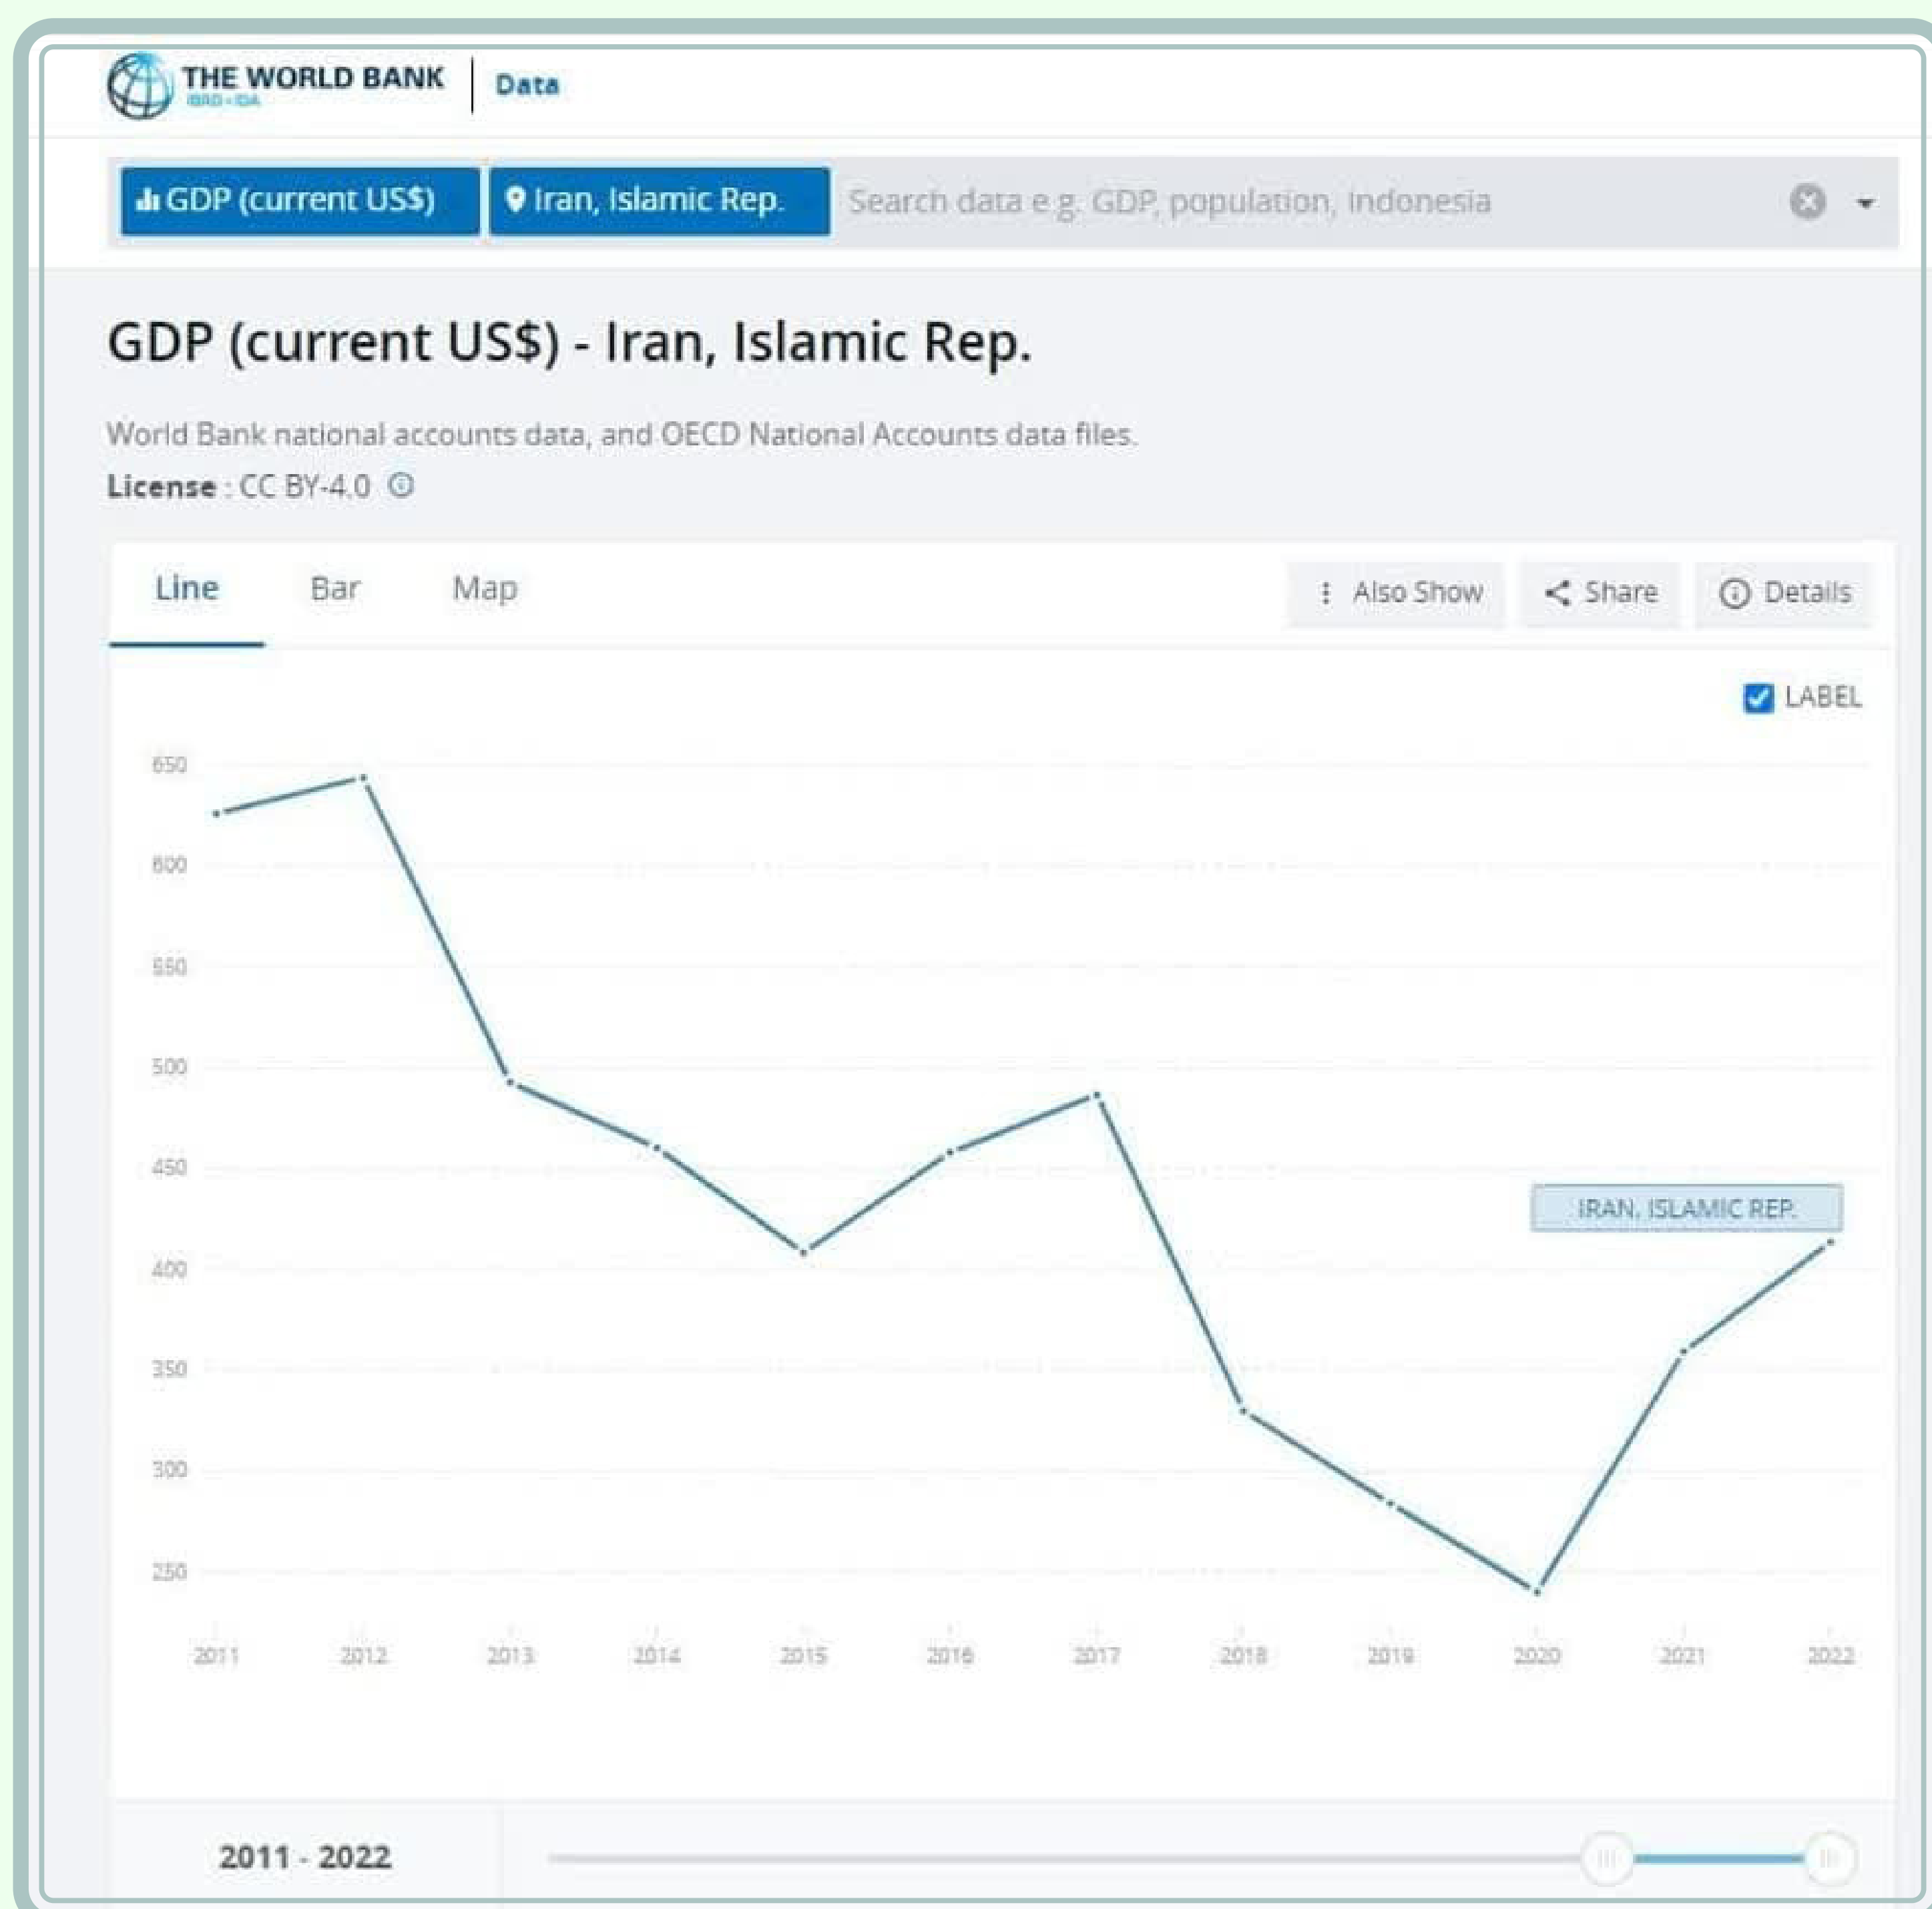 THE WORLD BANK
IBRD • IDA
Data
GDP (current US$)
Iran, Islamic Rep.
Search data e g. GDP, population, Indonesia
GDP (current US$) - Iran, Islamic Rep.
World Bank national accounts data, and OECD National Accounts data files.
License : CC BY-4.0
Line
Bar
Map
Also Show
Share
Details
LABEL
650
600
550
500
450
400
350
300
250
IRAN, ISLAMIC REP.
2011
2012
2013
2014
2015
2016
2017
2018
2019
2020
2021
2022
2011 - 2022